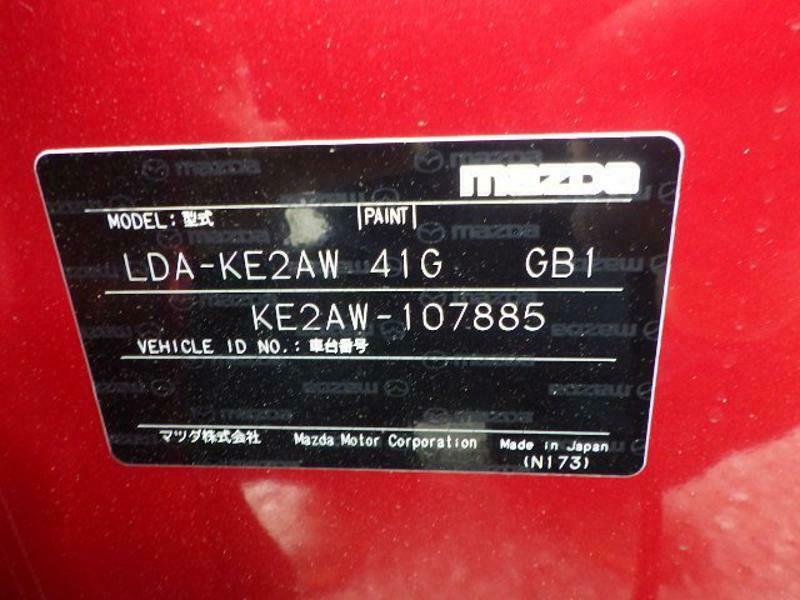 mazda
MODEL: 型式 PAINT
LDA-KE2AW 41G GB1
KE2AW-107885
VEHICLE ID NO.: 車台番号
マツダ株式会社 Mazda Motor Corporation Made in Japan
(N173)